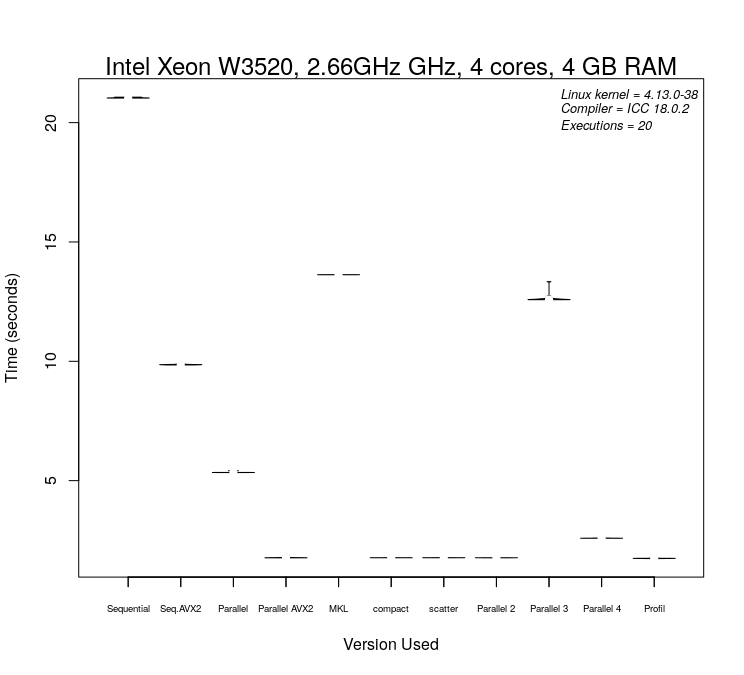 Intel Xeon W3520, 2.66GHz GHz, 4 cores, 4 GB RAM
Linux kernel = 4.13.0-38
Compiler = ICC 18.0.2
Executions = 20
20
15
10
5
Time (seconds)
Sequential Seq.AVX2 Parallel Parallel AVX2 MKL compact scatter Parallel 2 Parallel 3 Parallel 4 Profil
Version Used